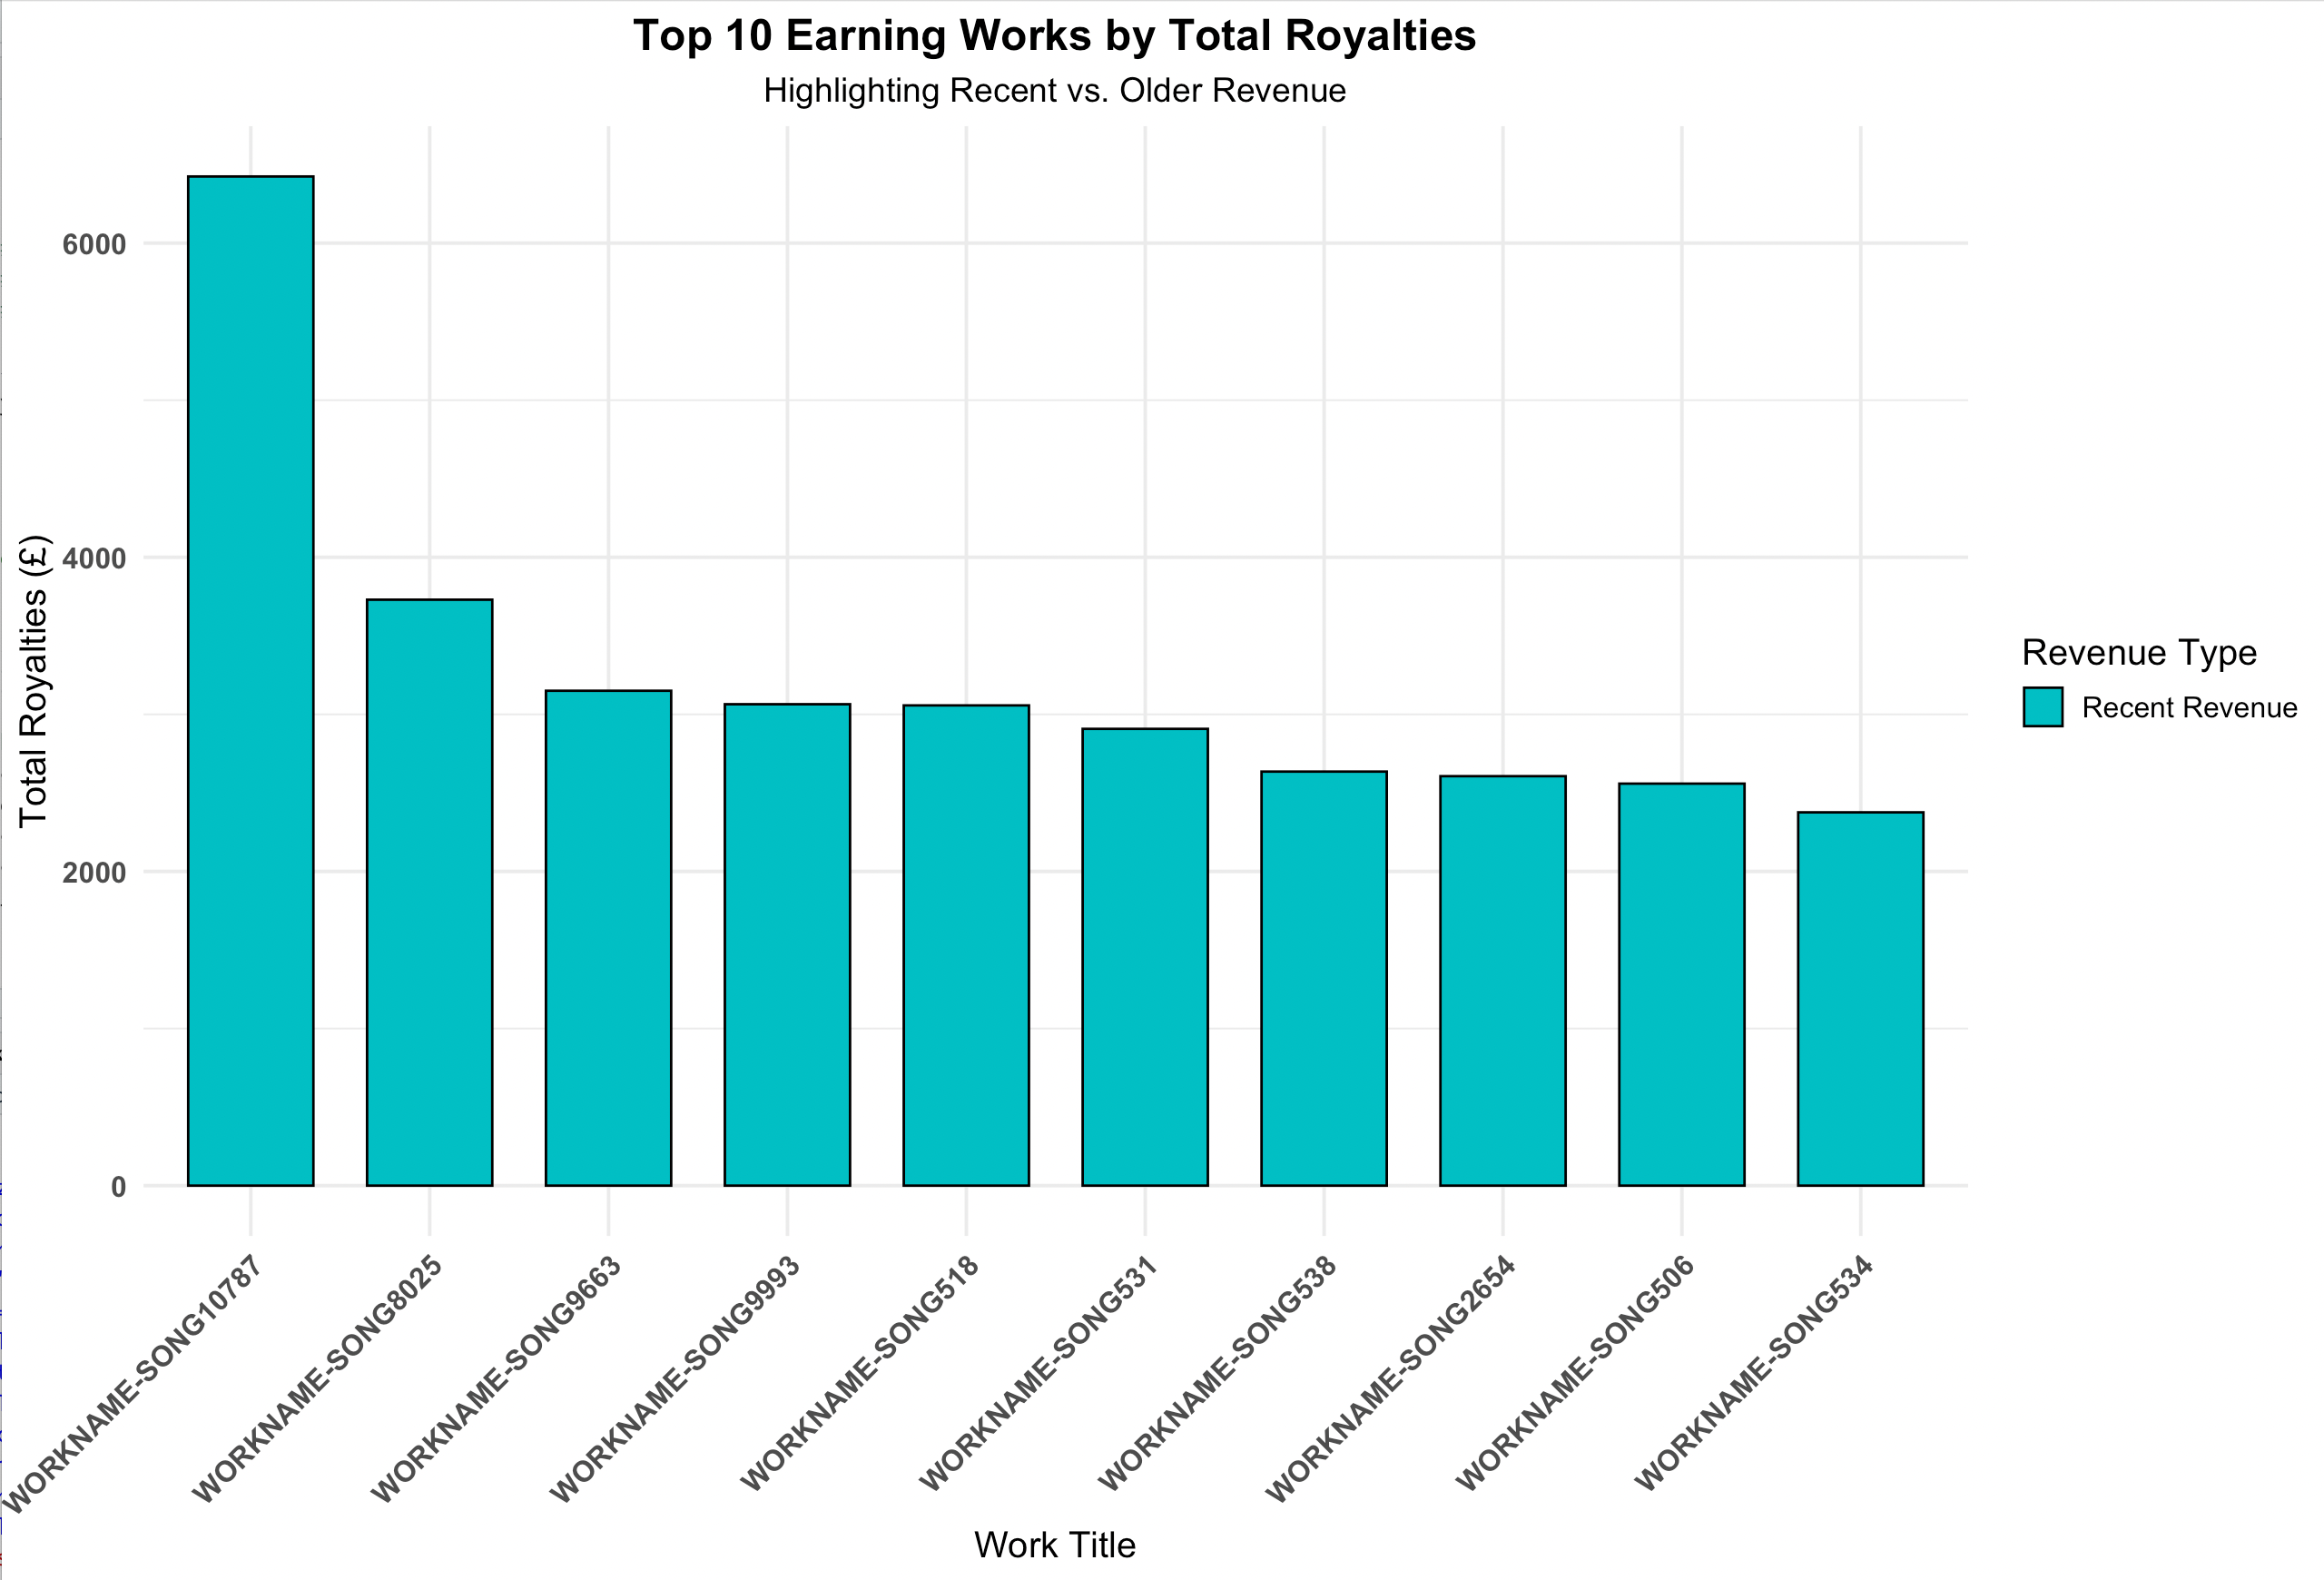 Top 10 Earning Works by Total Royalties
Highlighting Recent vs. Older Revenue
Total Royalties (£)
6000
4000
2000
0
Revenue Type
Recent Revenue
WORKNAME-SONG10787
WORKNAME-SONG8025
WORKNAME-SONG9663
WORKNAME-SONG9993
WORKNAME-SONG518
WORKNAME-SONG531
WORKNAME-SONG538
WORKNAME-SONG2654
WORKNAME-SONG506
WORKNAME-SONG534
Work Title